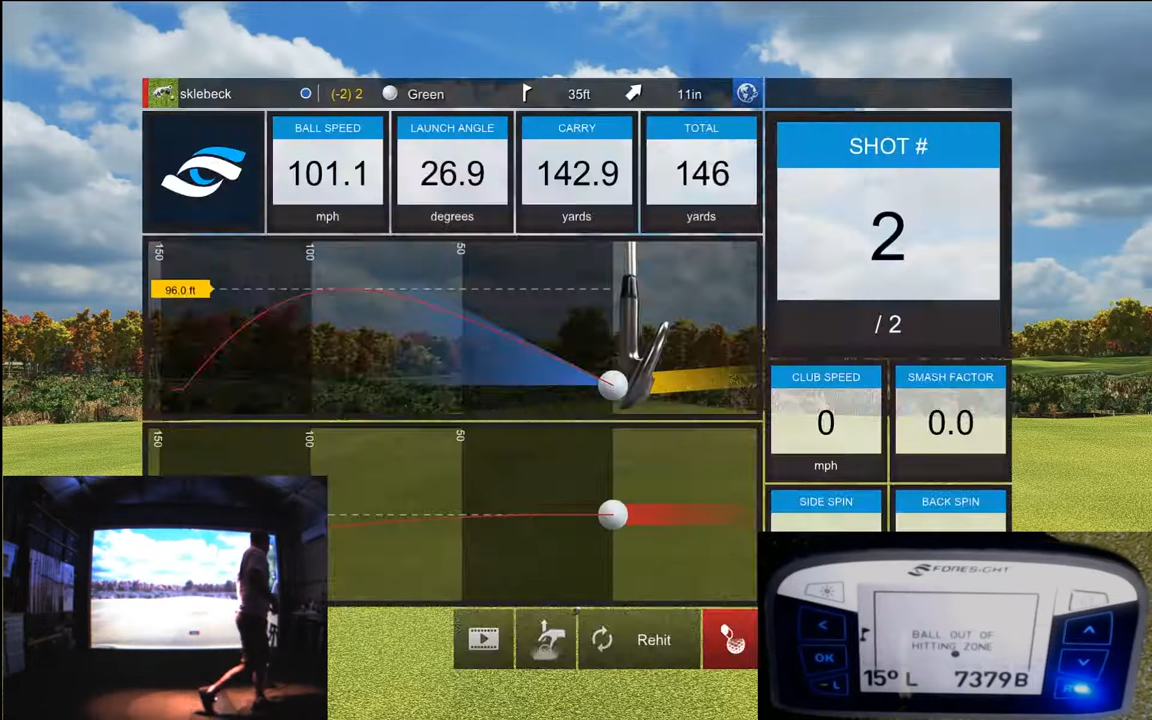 sklebeck (-2) 2 Green 35ft 11in
BALL SPEED LAUNCH ANGLE CARRY TOTAL
101.1 26.9 142.9 146
mph degrees yards yards
SHOT #
2
/ 2
150 100 50
96.0 ft
CLUB SPEED SMASH FACTOR
0 0.0
mph
150 100 50
SIDE SPIN BACK SPIN
Rehit
FORESIGHT
BALL OUT OF
HITTING ZONE
OK
15° L 7379B